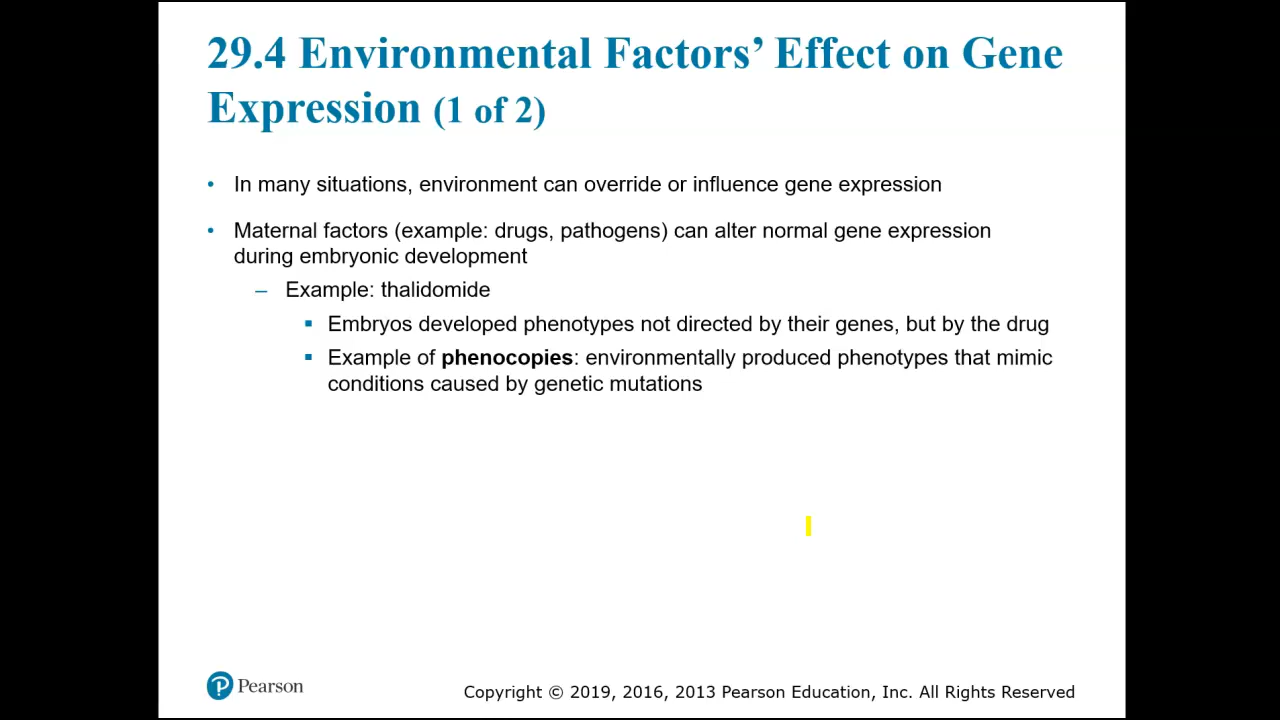 29.4 Environmental Factors’ Effect on Gene
Expression (1 of 2)
• In many situations, environment can override or influence gene expression
• Maternal factors (example: drugs, pathogens) can alter normal gene expression
during embryonic development
– Example: thalidomide
▪ Embryos developed phenotypes not directed by their genes, but by the drug
▪ Example of phenocopies: environmentally produced phenotypes that mimic
conditions caused by genetic mutations
Pearson
Copyright © 2019, 2016, 2013 Pearson Education, Inc. All Rights Reserved